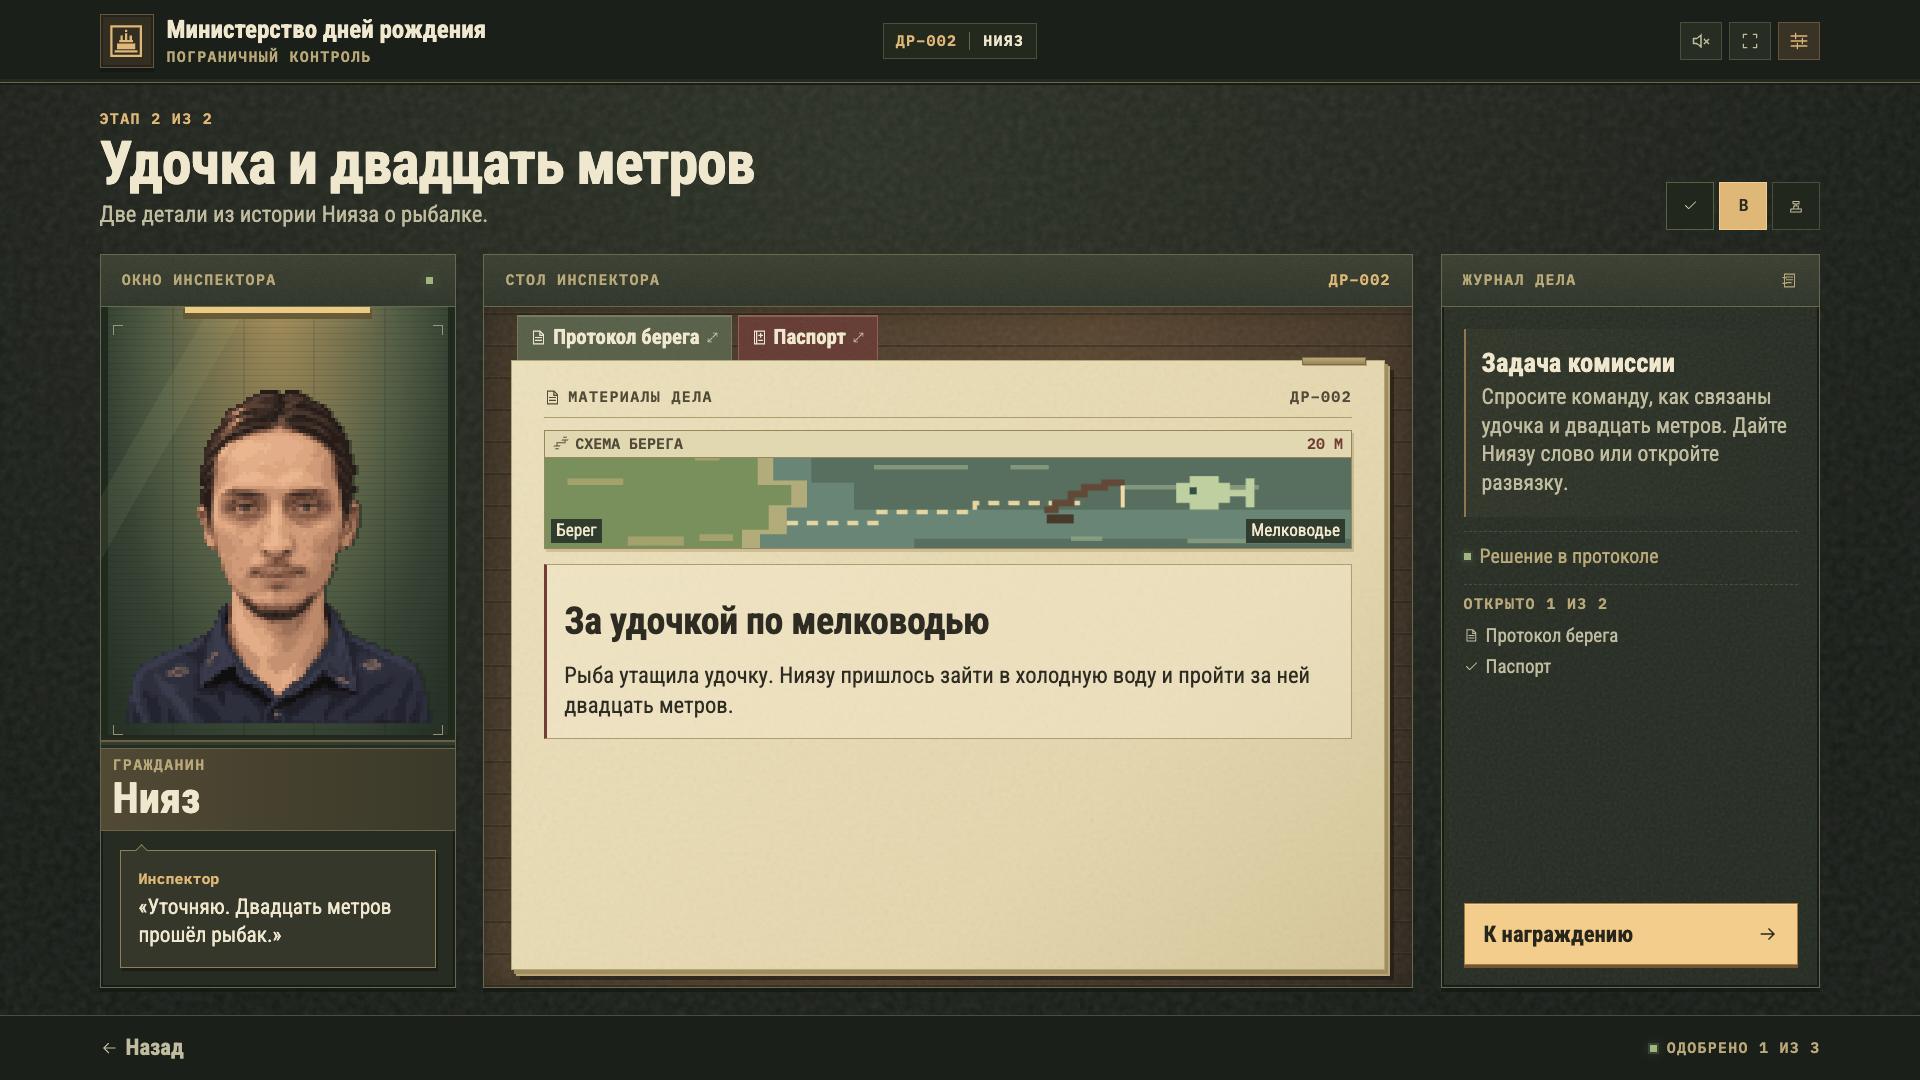 Министерство дней рождения
ПОГРАНИЧНЫЙ КОНТРОЛЬ
ДР-002 | НИЯЗ
ЭТАП 2 ИЗ 2
Удочка и двадцать метров
Две детали из истории Нияза о рыбалке.
В
ОКНО ИНСПЕКТОРА
ГРАЖДАНИН
Нияз
Инспектор
«Уточняю. Двадцать метров
прошёл рыбак.»
СТОЛ ИНСПЕКТОРА
ДР-002
Протокол берега
Паспорт
МАТЕРИАЛЫ ДЕЛА
ДР-002
СХЕМА БЕРЕГА
20 М
Берег
Мелководье
За удочкой по мелководью
Рыба утащила удочку. Ниязу пришлось зайти в холодную воду и пройти за ней
двадцать метров.
ЖУРНАЛ ДЕЛА
Задача комиссии
Спросите команду, как связаны
удочка и двадцать метров. Дайте
Ниязу слово или откройте
развязку.
Решение в протоколе
ОТКРЫТО 1 ИЗ 2
Протокол берега
Паспорт
К награждению
Назад
ОДОБРЕНО 1 ИЗ 3